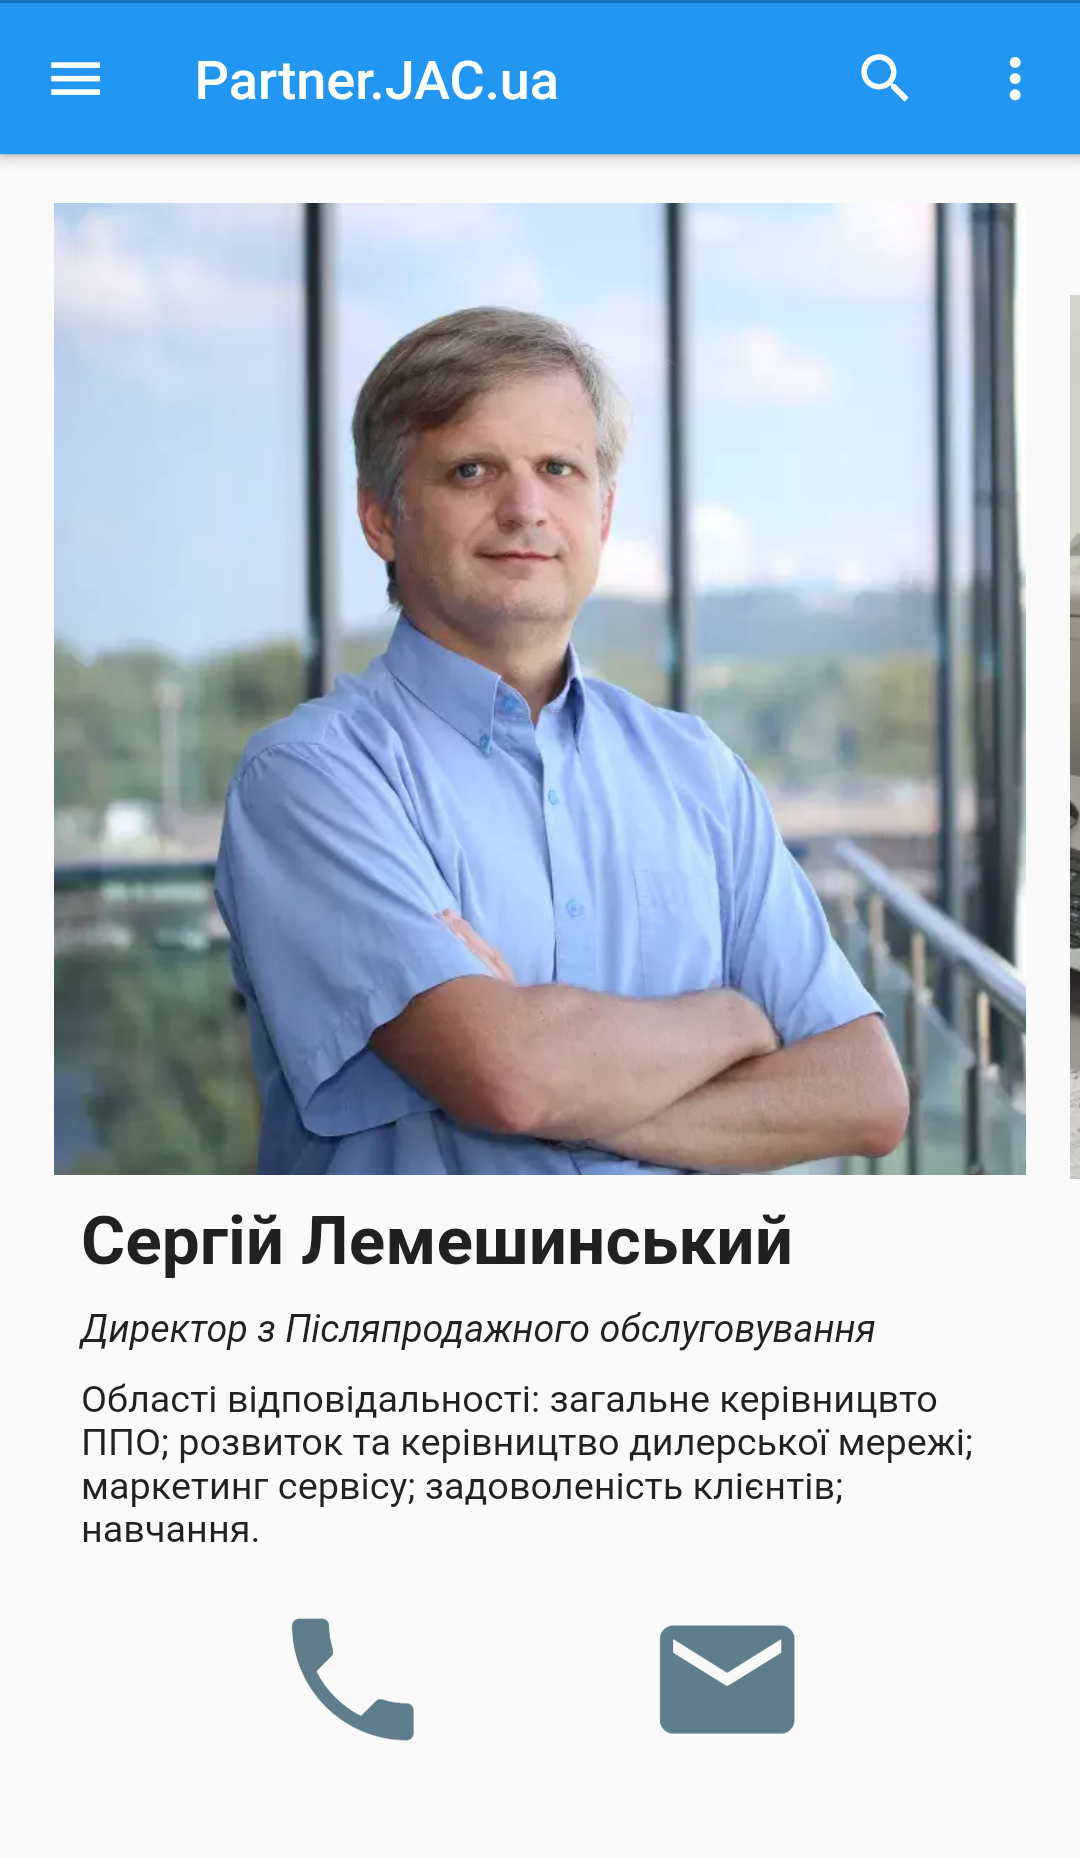 Partner.JAC.ua
Сергій Лемешинський
Директор з Післяпродажного обслуговування
Області відповідальності: загальне керівницвто
ППО; розвиток та керівництво дилерської мережі;
маркетинг сервісу; задоволеність клієнтів;
навчання.